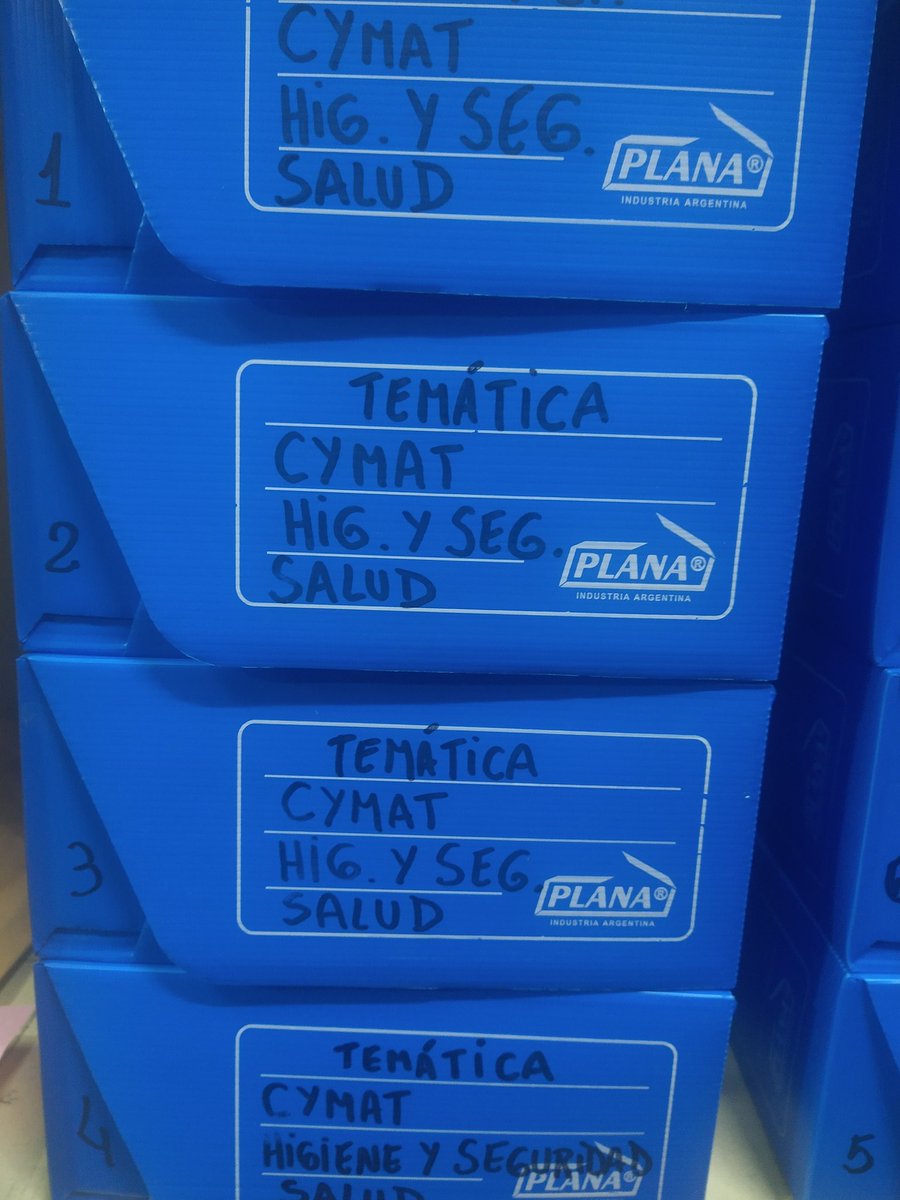 CYMAT
HiG. Y SEG.
SALUD
PLANA®
INDUSTRIA ARGENTINA
1
TEMÁTiCA
CYMAT
HiG. Y SEG.
SALUD
PLANA®
INDUSTRIA ARGENTINA
2
TEMÁTiCA
CYMAT
HiG. Y SEG.
SALUD
PLANA®
INDUSTRIA ARGENTINA
3
TEMÁTiCA
CYMAT
HiGiENE Y SEGURiDAD
SALUD
PLANA®
4
5